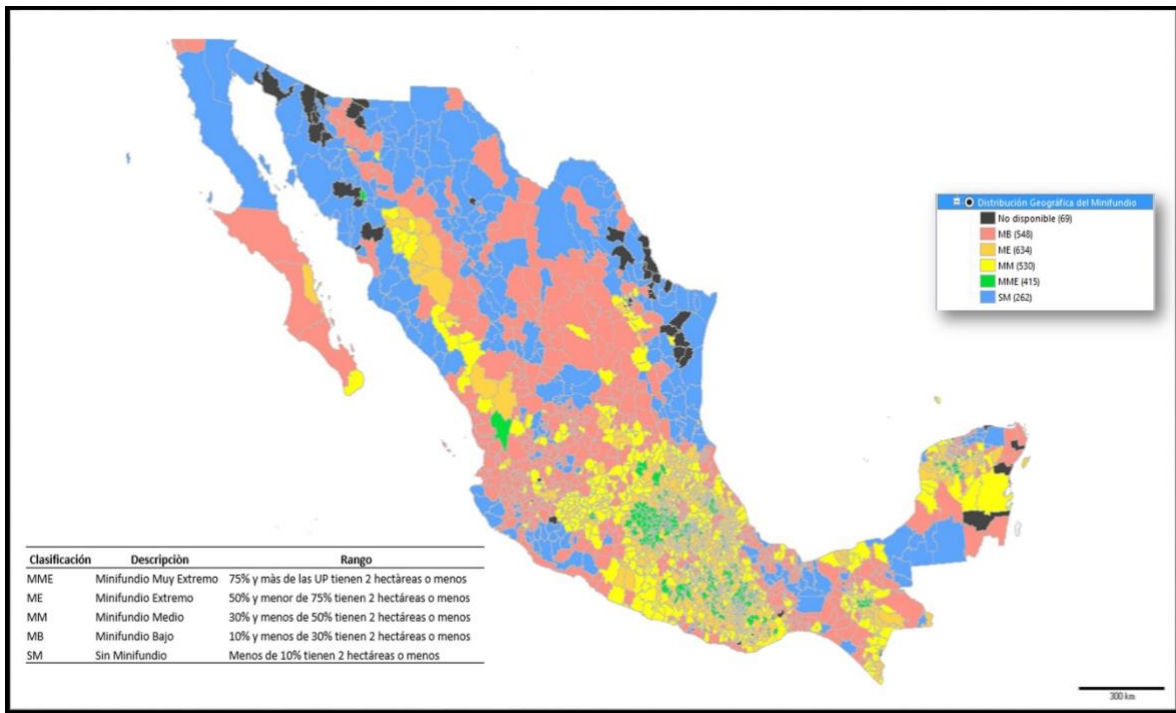 Distribución Geográfica del Minifundio
No disponible (69)
MB (548)
ME (634)
MM (530)
MME (415)
SM (262)
Clasificación Descripciòn Rango
MME Minifundio Muy Extremo 75% y màs de las UP tienen 2 hectàreas o menos
ME Minifundio Extremo 50% y menor de 75% tienen 2 hectáreas o menos
MM Minifundio Medio 30% y menos de 50% tienen 2 hectáreas o menos
MB Minifundio Bajo 10% y menos de 30% tienen 2 hectáreas o menos
SM Sin Minifundio Menos de 10% tienen 2 hectáreas o menos
300 km